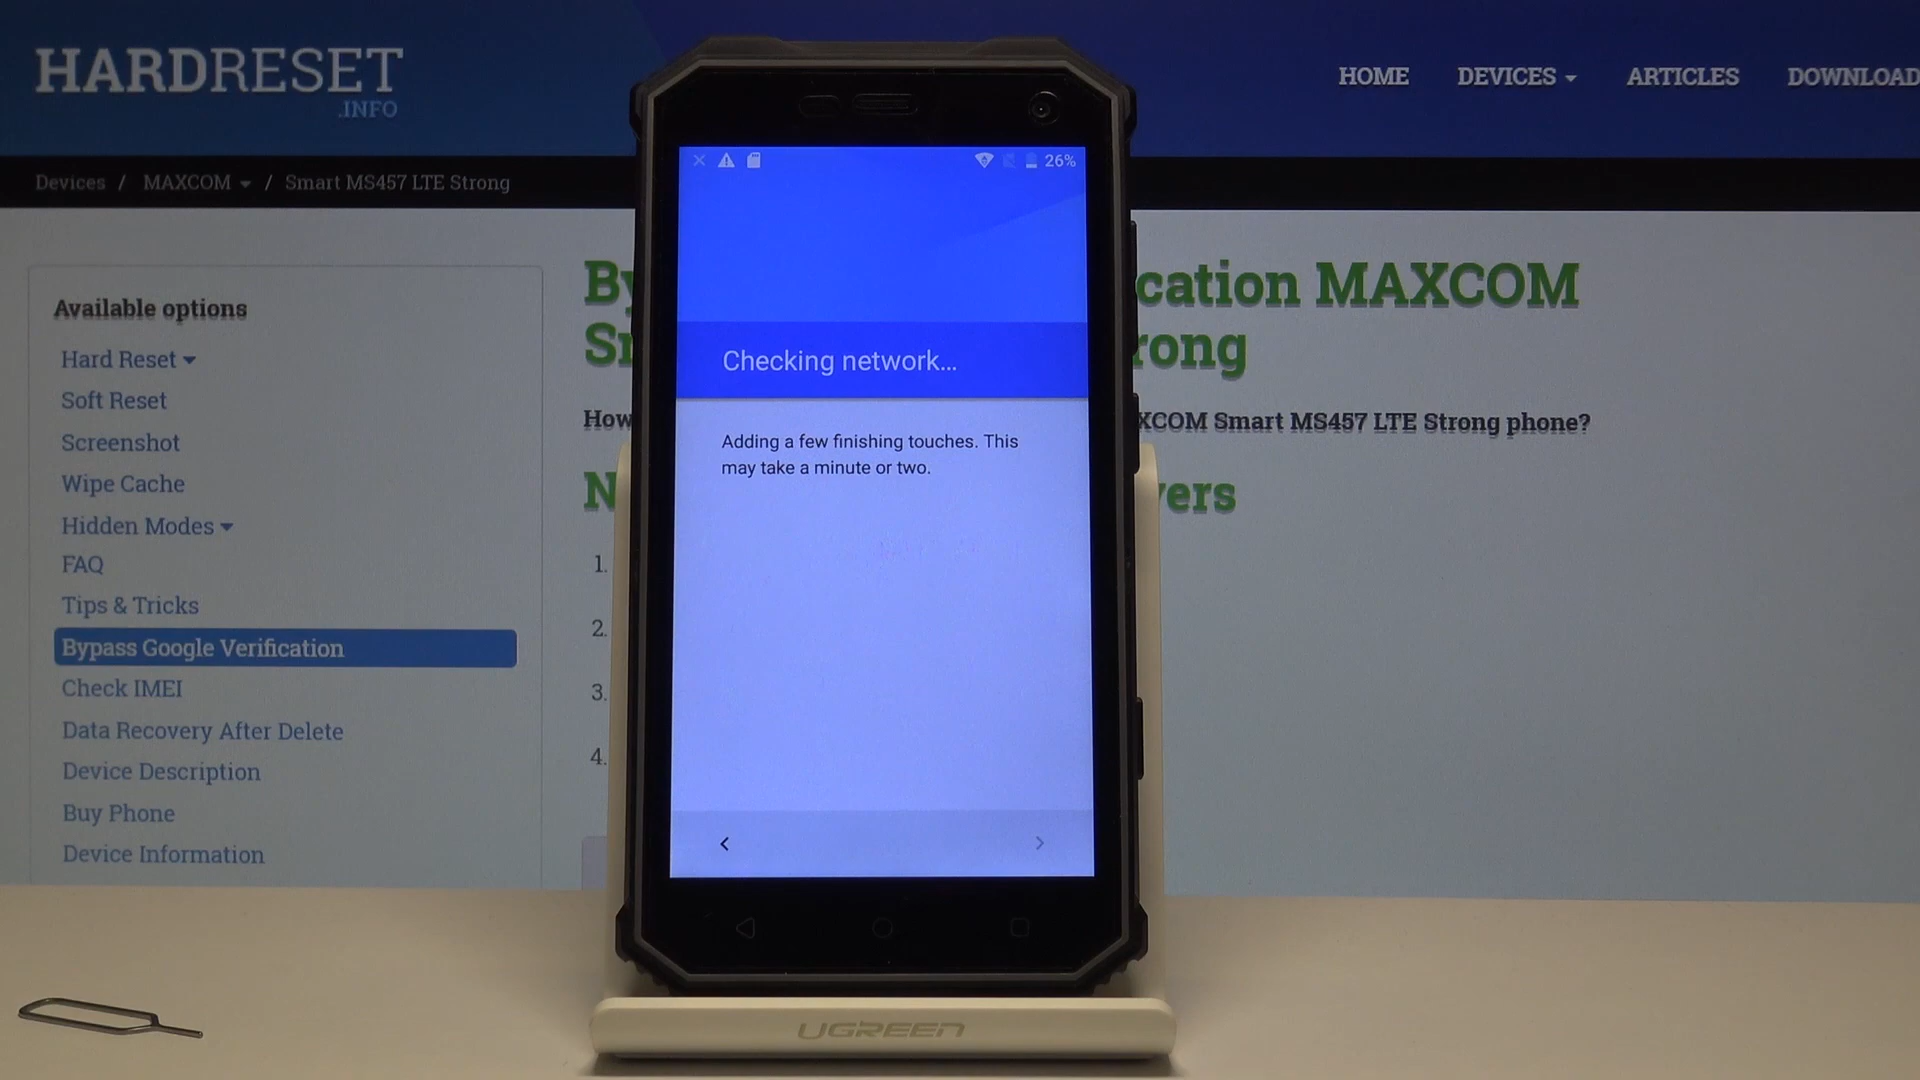 HARDRESET
.INFO
HOME DEVICES ARTICLES DOWNLOAD
Devices / MAXCOM / Smart MS457 LTE Strong
Available options
Hard Reset
Soft Reset
Screenshot
Wipe Cache
Hidden Modes
FAQ
Tips & Tricks
Bypass Google Verification
Check IMEI
Data Recovery After Delete
Device Description
Buy Phone
Device Information
By cation MAXCOM
rong
How XCOM Smart MS457 LTE Strong phone?
N vers
1.
2.
3.
4.
26%
Checking network...
Adding a few finishing touches. This
may take a minute or two.
UGREEN